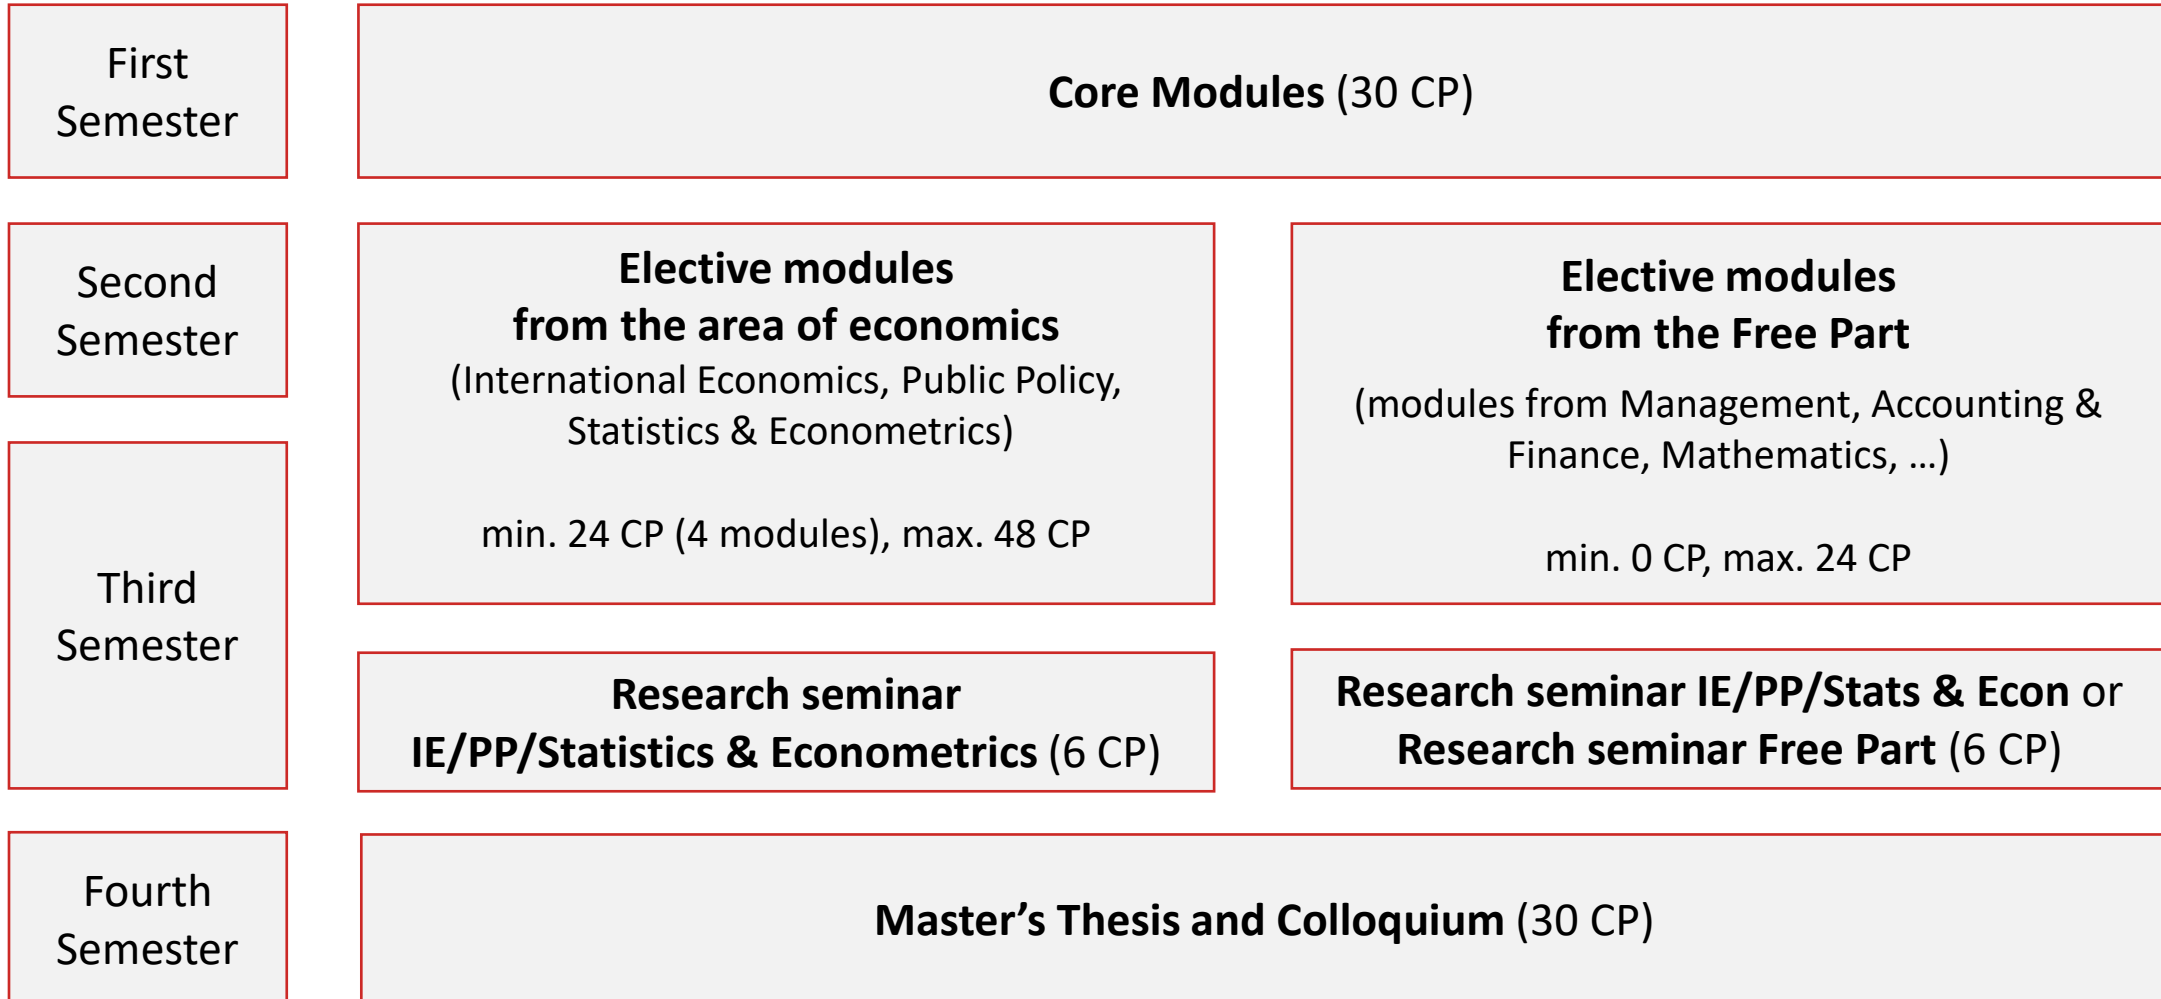 First
Semester
Core Modules (30 CP)
Second
Semester
Elective modules
from the area of economics
(International Economics, Public Policy,
Statistics & Econometrics)
min. 24 CP (4 modules), max. 48 CP
Elective modules
from the Free Part
(modules from Management, Accounting &
Finance, Mathematics, …)
min. 0 CP, max. 24 CP
Third
Semester
Research seminar
IE/PP/Statistics & Econometrics (6 CP)
Research seminar IE/PP/Stats & Econ or
Research seminar Free Part (6 CP)
Fourth
Semester
Master’s Thesis and Colloquium (30 CP)